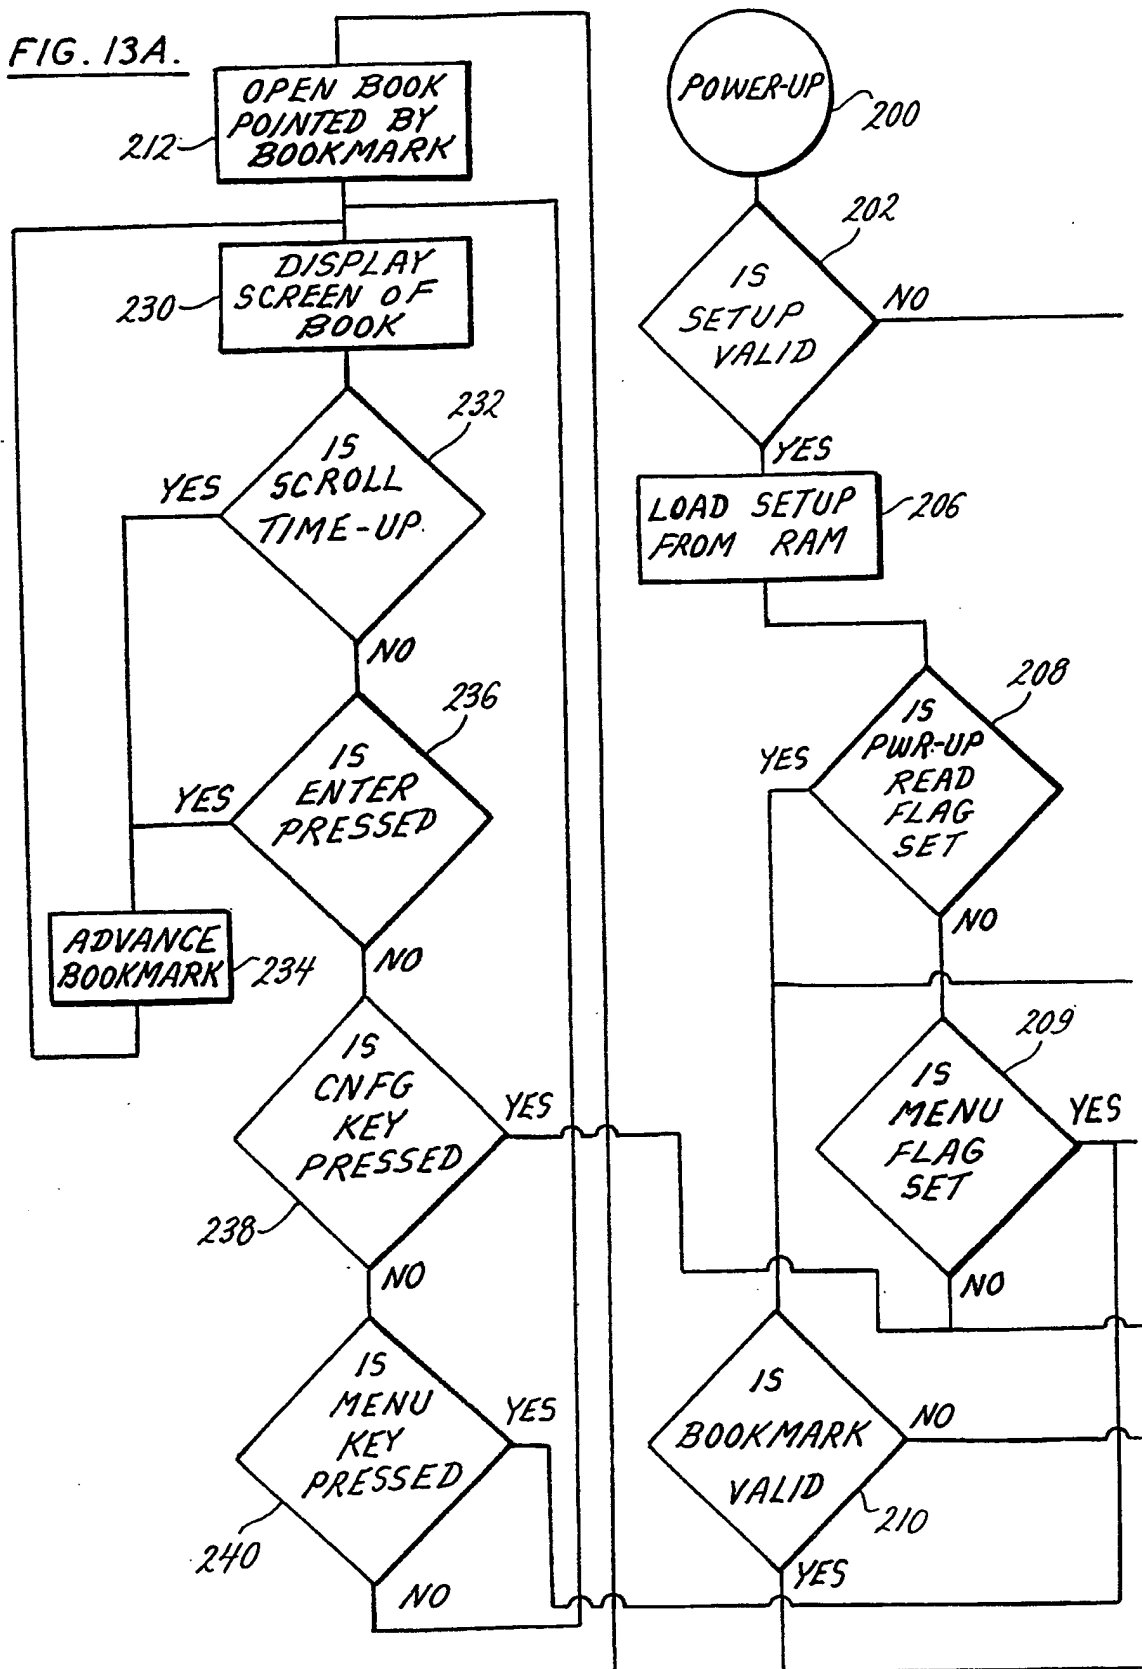 FIG. 13A.
OPEN BOOK
POINTED BY
BOOKMARK
212
DISPLAY
SCREEN OF
BOOK
230
IS
SCROLL
TIME-UP.
232
YES
NO
IS
ENTER
PRESSED
236
YES
NO
ADVANCE
BOOKMARK
234
IS
CNFG
KEY
PRESSED
238
YES
NO
IS
MENU
KEY
PRESSED
240
YES
NO
POWER-UP
200
IS
SETUP
VALID
202
NO
YES
LOAD SETUP
FROM RAM
206
IS
PWR-UP
READ
FLAG
SET
208
YES
NO
IS
MENU
FLAG
SET
209
YES
NO
IS
BOOKMARK
VALID
210
NO
YES